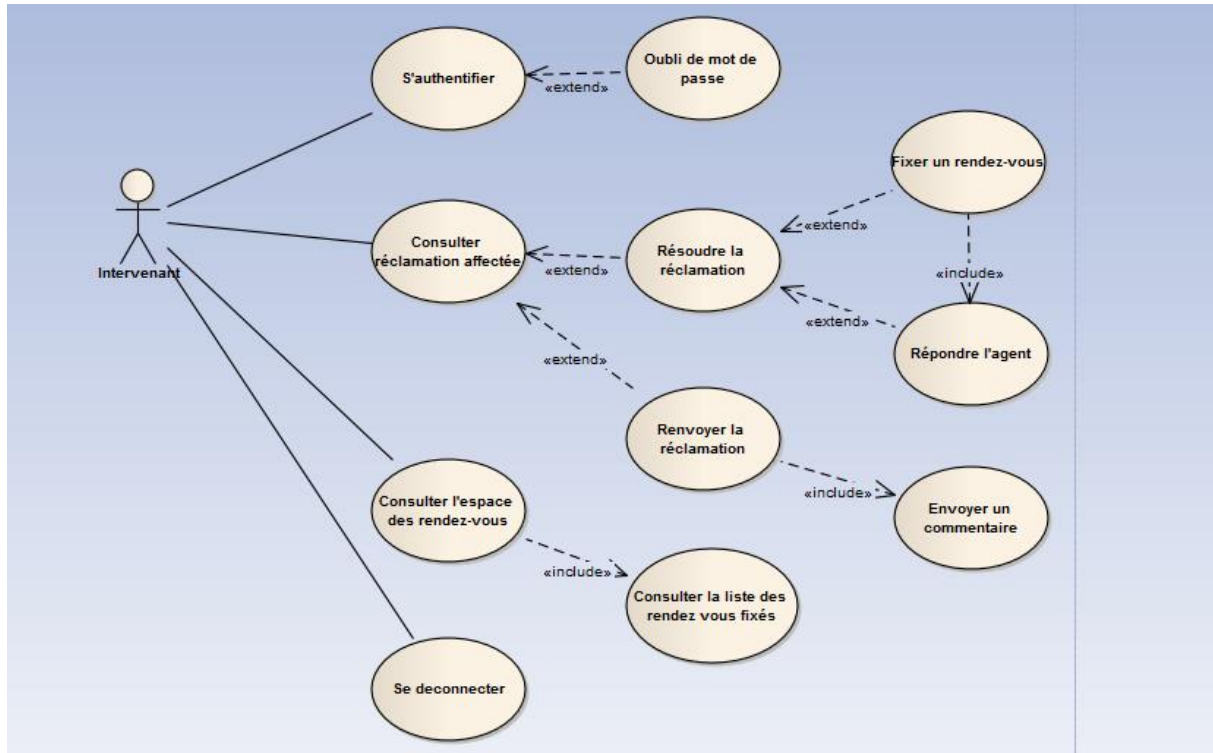 S'authentifier
Oubli de mot de
passe
«extend»
Fixer un rendez-vous
«extend»
Consulter
réclamation affectée
Résoudre la
réclamation
«extend»
Intervenant
«include»
«extend»
Répondre l'agent
«extend»
Renvoyer la
réclamation
«include»
Consulter l'espace
des rendez-vous
Envoyer un
commentaire
«include»
Consulter la liste des
rendez vous fixés
Se deconnecter